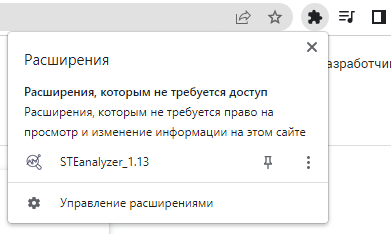 Расширения
азработчи
Расширения, которым не требуется доступ
Расширения, которым не требуется право на
просмотр и изменение информации на этом сайте
STEanalyzer_1.13
Управление расширениями